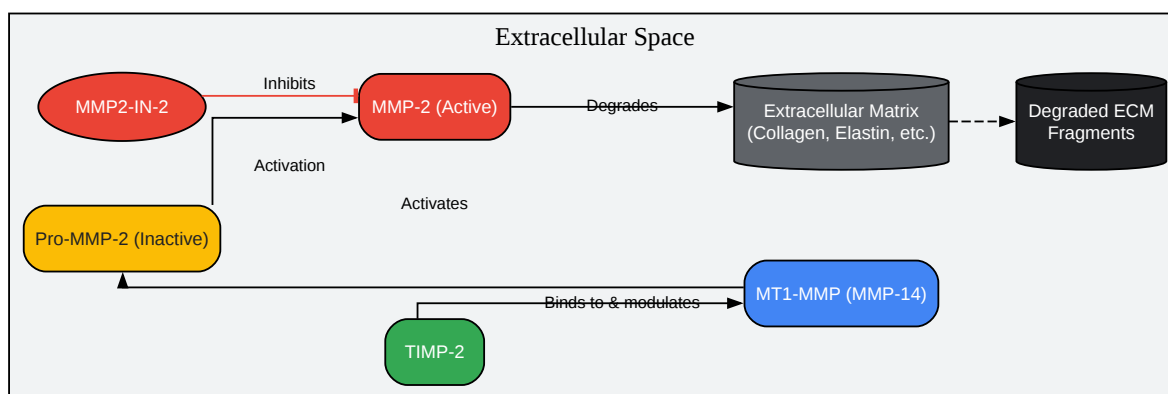 Extracellular Space
MMP2-IN-2
Inhibits
MMP-2 (Active)
Degrades
Extracellular Matrix
(Collagen, Elastin, etc.)
Degraded ECM
Fragments
Activation
Activates
Pro-MMP-2 (Inactive)
MT1-MMP (MMP-14)
Binds to & modulates
TIMP-2